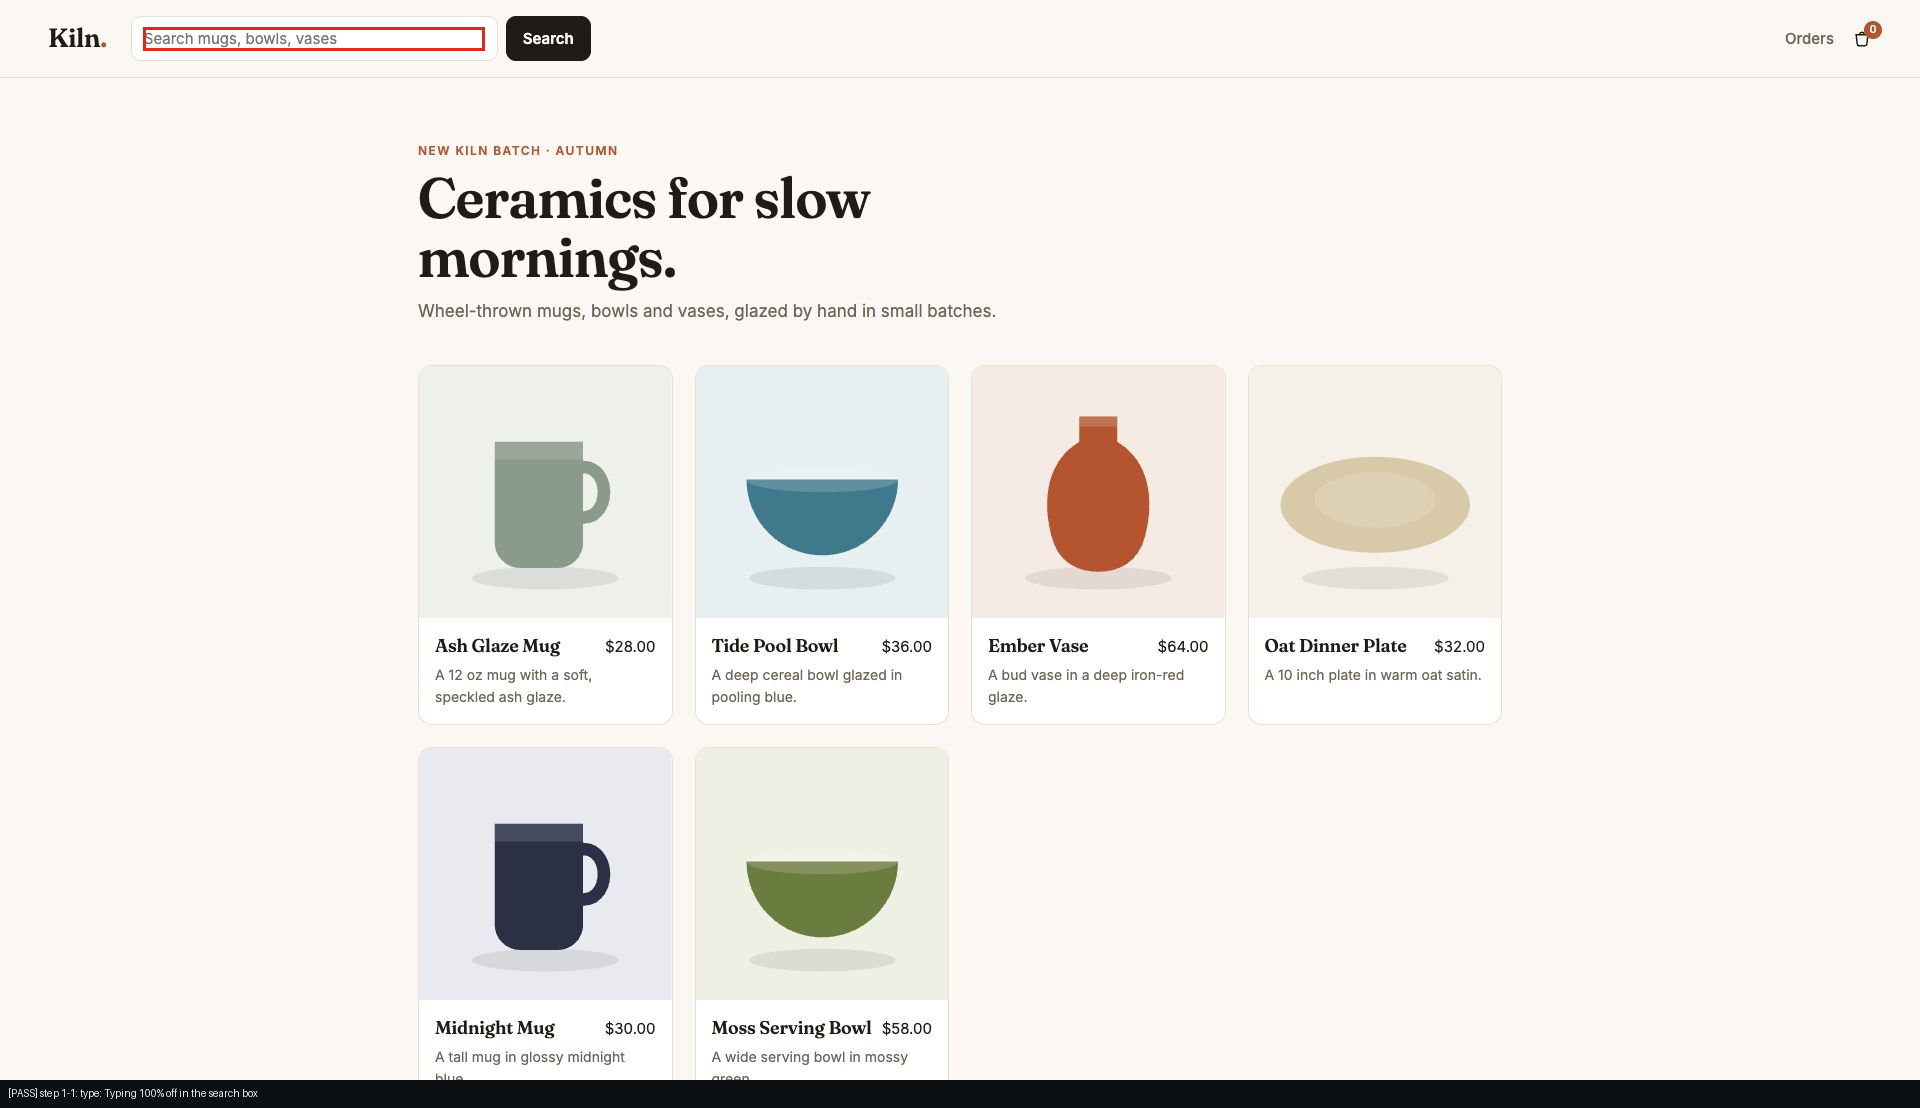 Kiln.
Search mugs, bowls, vases
Search
Orders
0
NEW KILN BATCH · AUTUMN
Ceramics for slow
mornings.
Wheel-thrown mugs, bowls and vases, glazed by hand in small batches.
Ash Glaze Mug $28.00
A 12 oz mug with a soft,
speckled ash glaze.
Tide Pool Bowl $36.00
A deep cereal bowl glazed in
pooling blue.
Ember Vase $64.00
A bud vase in a deep iron-red
glaze.
Oat Dinner Plate $32.00
A 10 inch plate in warm oat satin.
Midnight Mug $30.00
A tall mug in glossy midnight
blue.
Moss Serving Bowl $58.00
A wide serving bowl in mossy
green.
[PASS] step 1-1: type: Typing 100% off in the search box